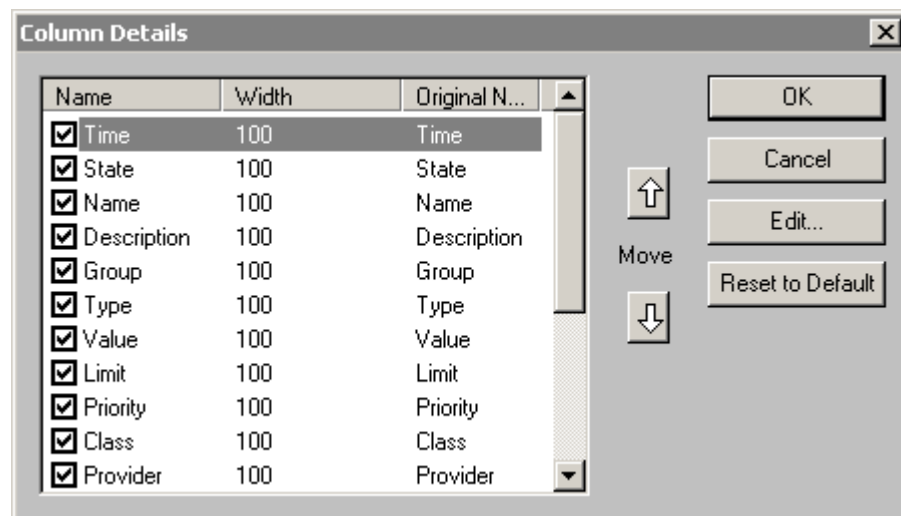 Column Details
Name Width Original N...
Time 100 Time
State 100 State
Name 100 Name
Description 100 Description
Group 100 Group
Type 100 Type
Value 100 Value
Limit 100 Limit
Priority 100 Priority
Class 100 Class
Provider 100 Provider
Move
OK
Cancel
Edit...
Reset to Default